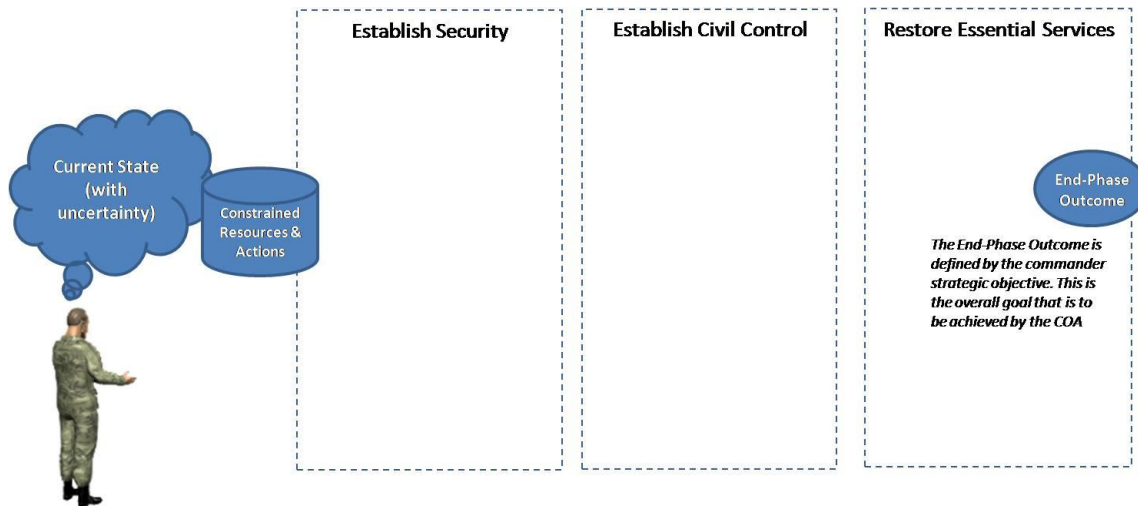 Establish Security
Establish Civil Control
Restore Essential Services
Current State
(with
uncertainty)
Constrained
Resources &
Actions
End-Phase
Outcome
The End-Phase Outcome is
defined by the commander
strategic objective. This is
the overall goal that is to
be achieved by the COA